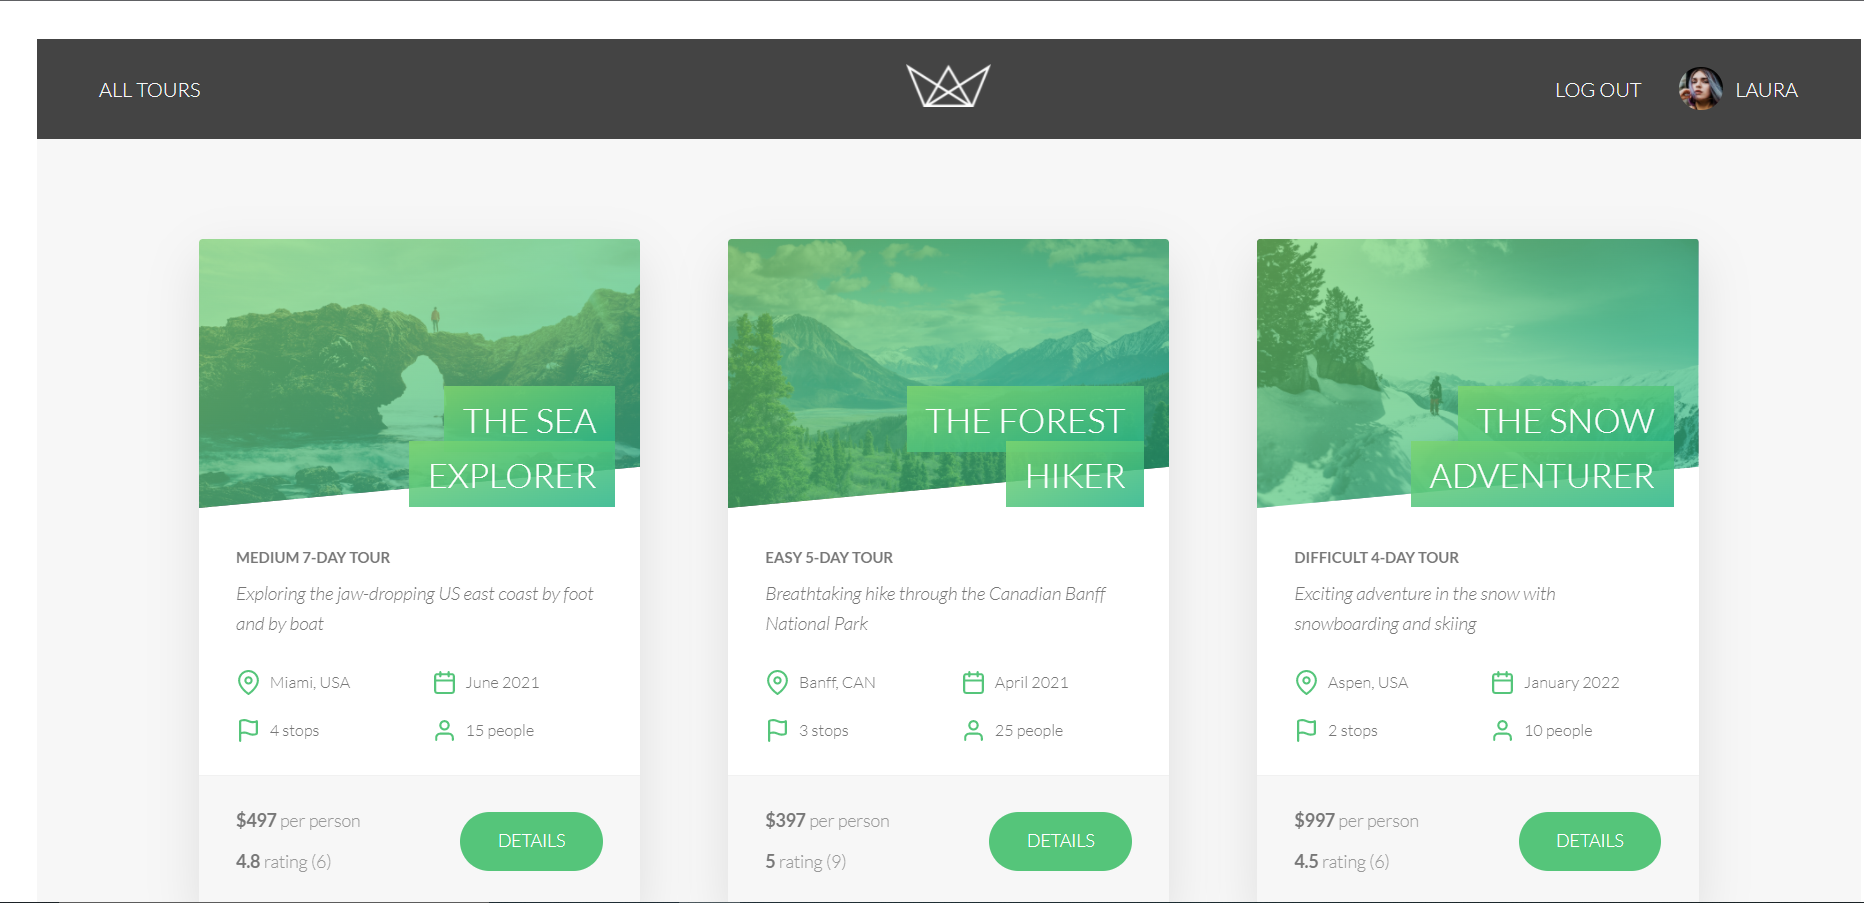 ALL TOURS
LOG OUT
LAURA
THE SEA
EXPLORER
MEDIUM 7-DAY TOUR
Exploring the jaw-dropping US east coast by foot
and by boat
Miami, USA
June 2021
4 stops
15 people
$497 per person
4.8 rating (6)
DETAILS
THE FOREST
HIKER
EASY 5-DAY TOUR
Breathtaking hike through the Canadian Banff
National Park
Banff, CAN
April 2021
3 stops
25 people
$397 per person
5 rating (9)
DETAILS
THE SNOW
ADVENTURER
DIFFICULT 4-DAY TOUR
Exciting adventure in the snow with
snowboarding and skiing
Aspen, USA
January 2022
2 stops
10 people
$997 per person
4.5 rating (6)
DETAILS